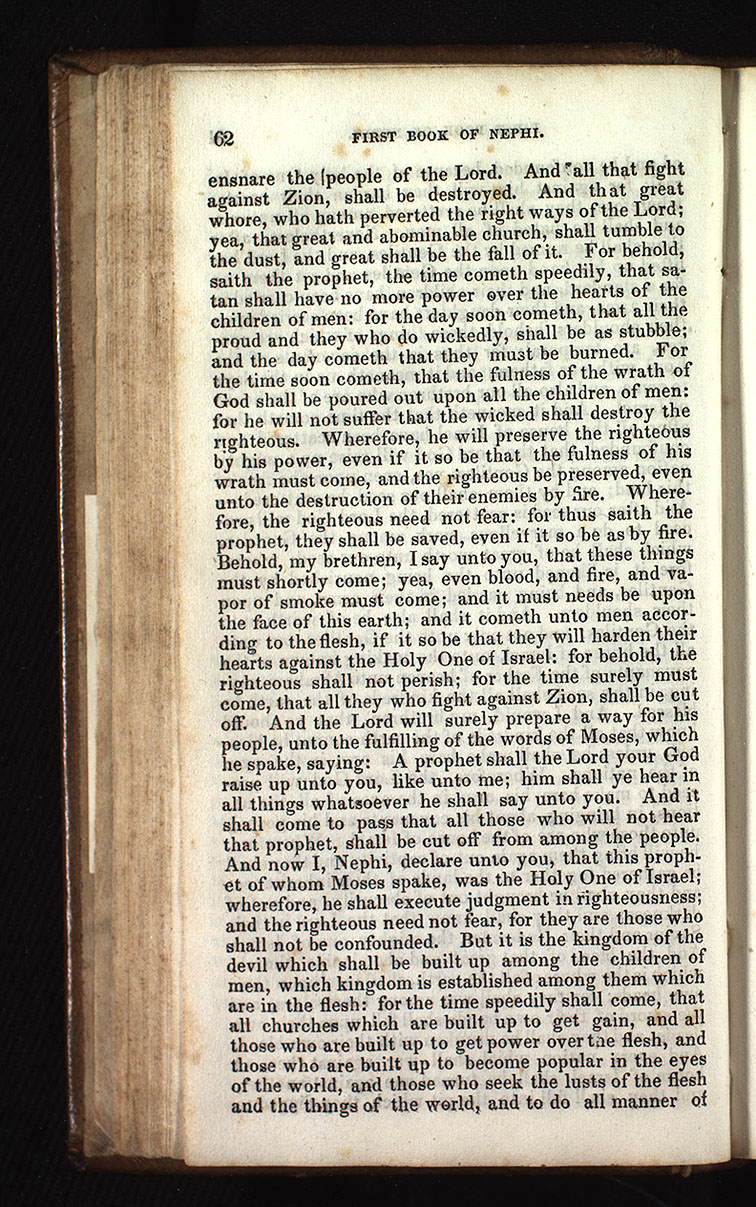 62 FIRST BOOK OF NEPHI.
ensnare the people of the Lord. And all that fight
against Zion, shall be destroyed. And that great
whore, who hath perverted the right ways of the Lord;
yea, that great and abominable church, shall tumble to
the dust, and great shall be the fall of it. For behold,
saith the prophet, the time cometh speedily, that sa-
tan shall have no more power over the hearts of the
children of men: for the day soon cometh, that all the
proud and they who do wickedly, shall be as stubble;
and the day cometh that they must be burned. For
the time soon cometh, that the fulness of the wrath of
God shall be poured out upon all the children of men:
for he will not suffer that the wicked shall destroy the
righteous. Wherefore, he will preserve the righteous
by his power, even if it so be that the fulness of his
wrath must come, and the righteous be preserved, even
unto the destruction of their enemies by fire. Where-
fore, the righteous need not fear: for thus saith the
prophet, they shall be saved, even if it so be as by fire.
Behold, my brethren, I say unto you, that these things
must shortly come; yea, even blood, and fire, and va-
por of smoke must come; and it must needs be upon
the face of this earth; and it cometh unto men accor-
ding to the flesh, if it so be that they will harden their
hearts against the Holy One of Israel: for behold, the
righteous shall not perish; for the time surely must
come, that all they who fight against Zion, shall be cut
off. And the Lord will surely prepare a way for his
people, unto the fulfilling of the words of Moses, which
he spake, saying: A prophet shall the Lord your God
raise up unto you, like unto me; him shall ye hear in
all things whatsoever he shall say unto you. And it
shall come to pass that all those who will not hear
that prophet, shall be cut off from among the people.
And now I, Nephi, declare unto you, that this proph-
et of whom Moses spake, was the Holy One of Israel;
wherefore, he shall execute judgment in righteousness;
and the righteous need not fear, for they are those who
shall not be confounded. But it is the kingdom of the
devil which shall be built up among the children of
men, which kingdom is established among them which
are in the flesh: for the time speedily shall come, that
all churches which are built up to get gain, and all
those who are built up to get power over the flesh, and
those who are built up to become popular in the eyes
of the world, and those who seek the lusts of the flesh
and the things of the world, and to do all manner of